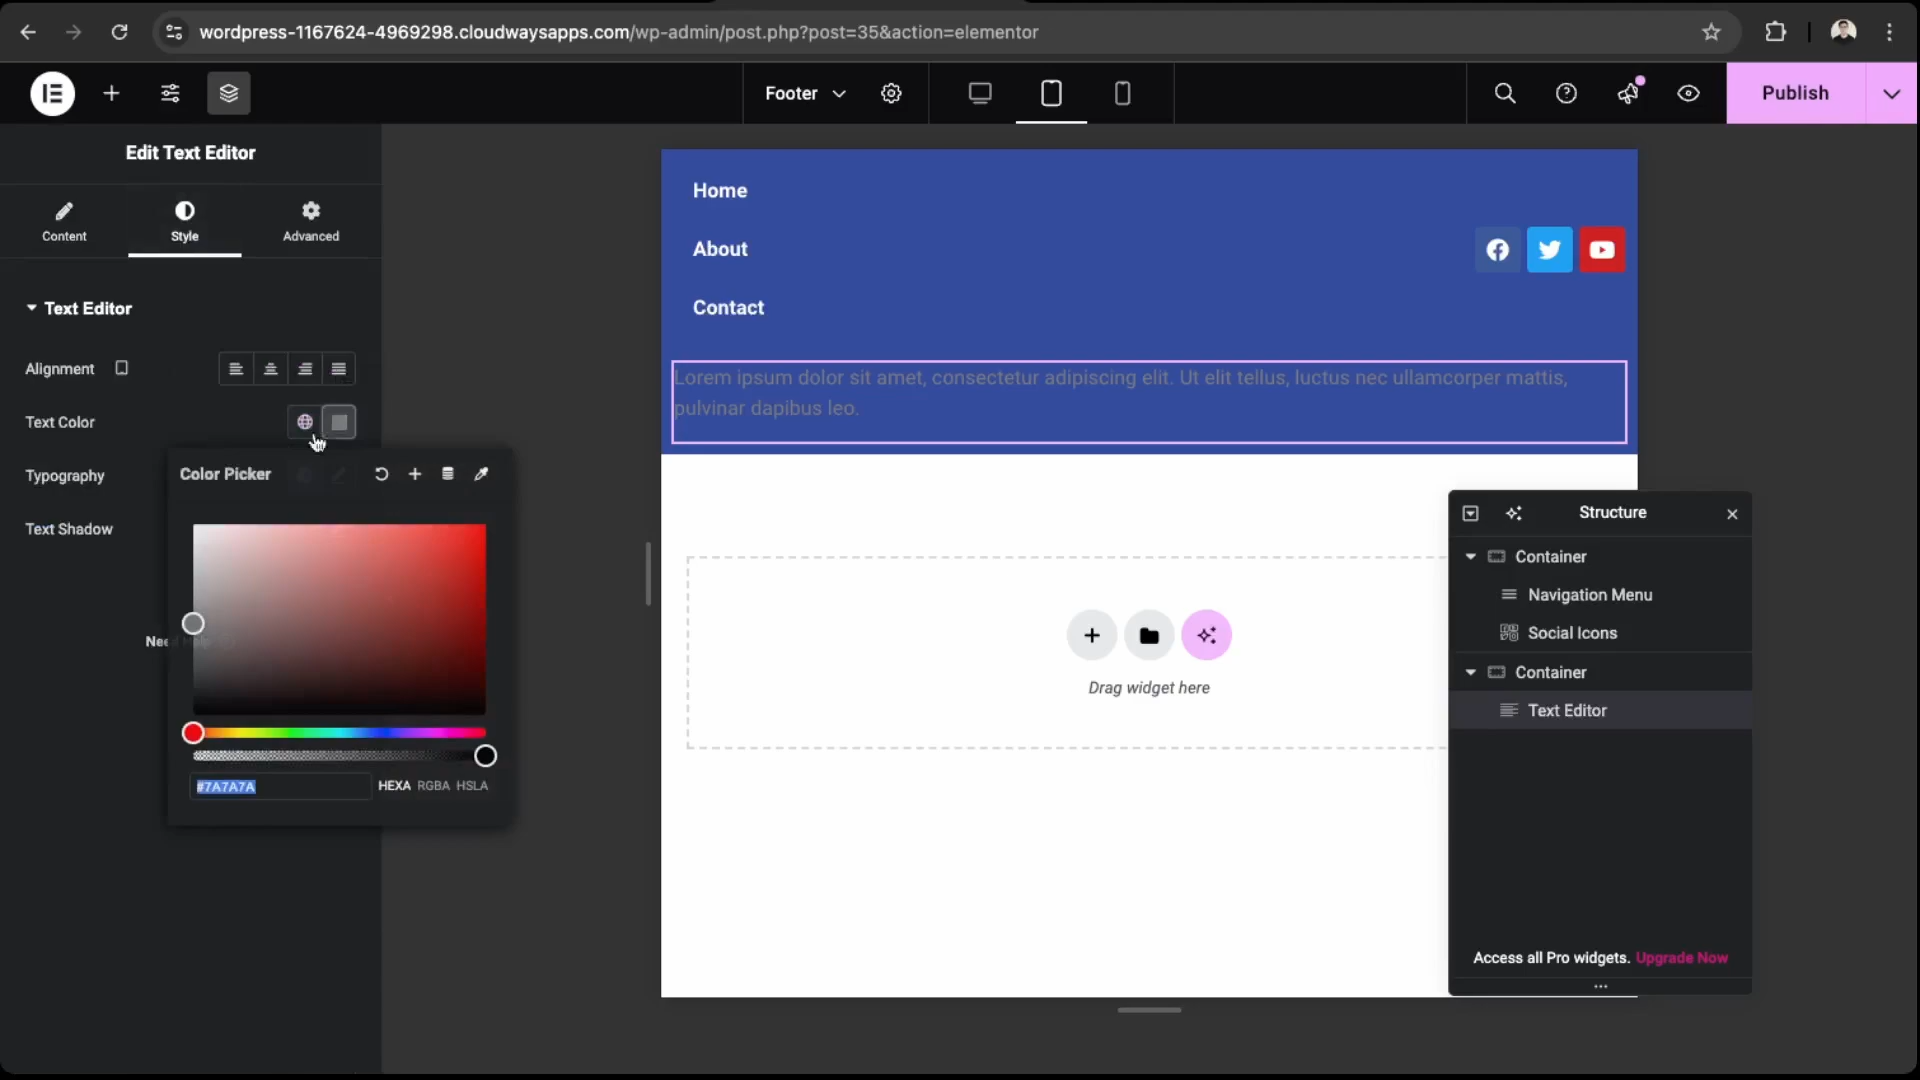 wordpress-1167624-4969298.cloudwaysapps.com/wp-admin/post.php?post=35&action=elementor
Footer
Publish
Edit Text Editor
Content
Style
Advanced
Text Editor
Alignment
Text Color
Typography
Text Shadow
Color Picker
Need Help
#7A7A7A
HEXA RGBA HSLA
Home
About
Contact
Lorem ipsum dolor sit amet, consectetur adipiscing elit. Ut elit tellus, luctus nec ullamcorper mattis,
pulvinar dapibus leo.
Drag widget here
Structure
Container
Navigation Menu
Social Icons
Container
Text Editor
Access all Pro widgets. Upgrade Now